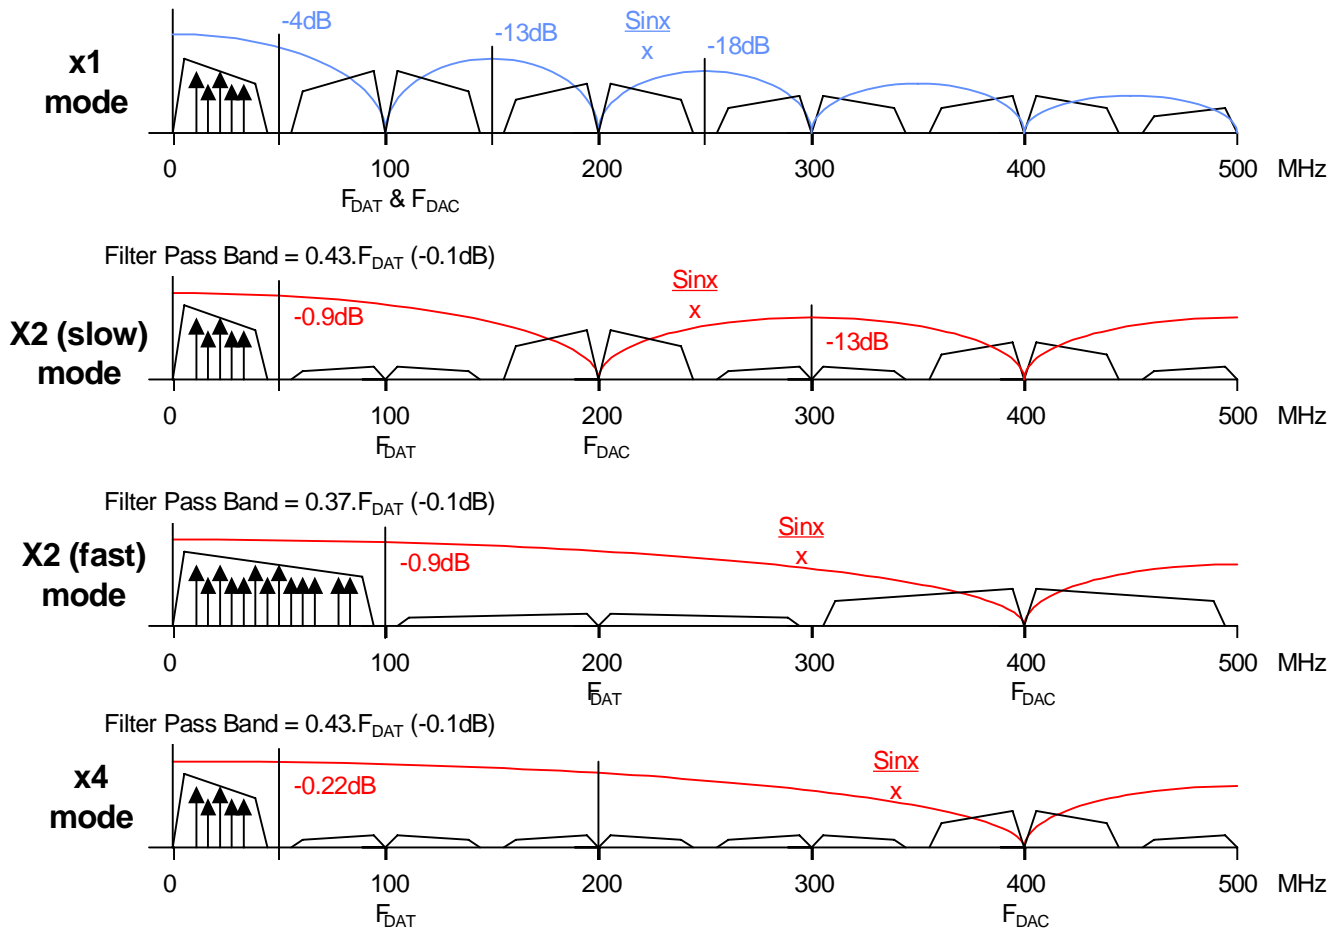 x1 mode
-4dB
-13dB
Sinx
x
-18dB
0 100 200 300 400 500 MHz
FDAT & FDAC
Filter Pass Band = 0.43.FDAT (-0.1dB)
X2 (slow) mode
-0.9dB
Sinx
x
-13dB
0 100 200 300 400 500 MHz
FDAT FDAC
Filter Pass Band = 0.37.FDAT (-0.1dB)
X2 (fast) mode
-0.9dB
Sinx
x
0 100 200 300 400 500 MHz
FDAT FDAC
Filter Pass Band = 0.43.FDAT (-0.1dB)
x4 mode
-0.22dB
Sinx
x
0 100 200 300 400 500 MHz
FDAT FDAC